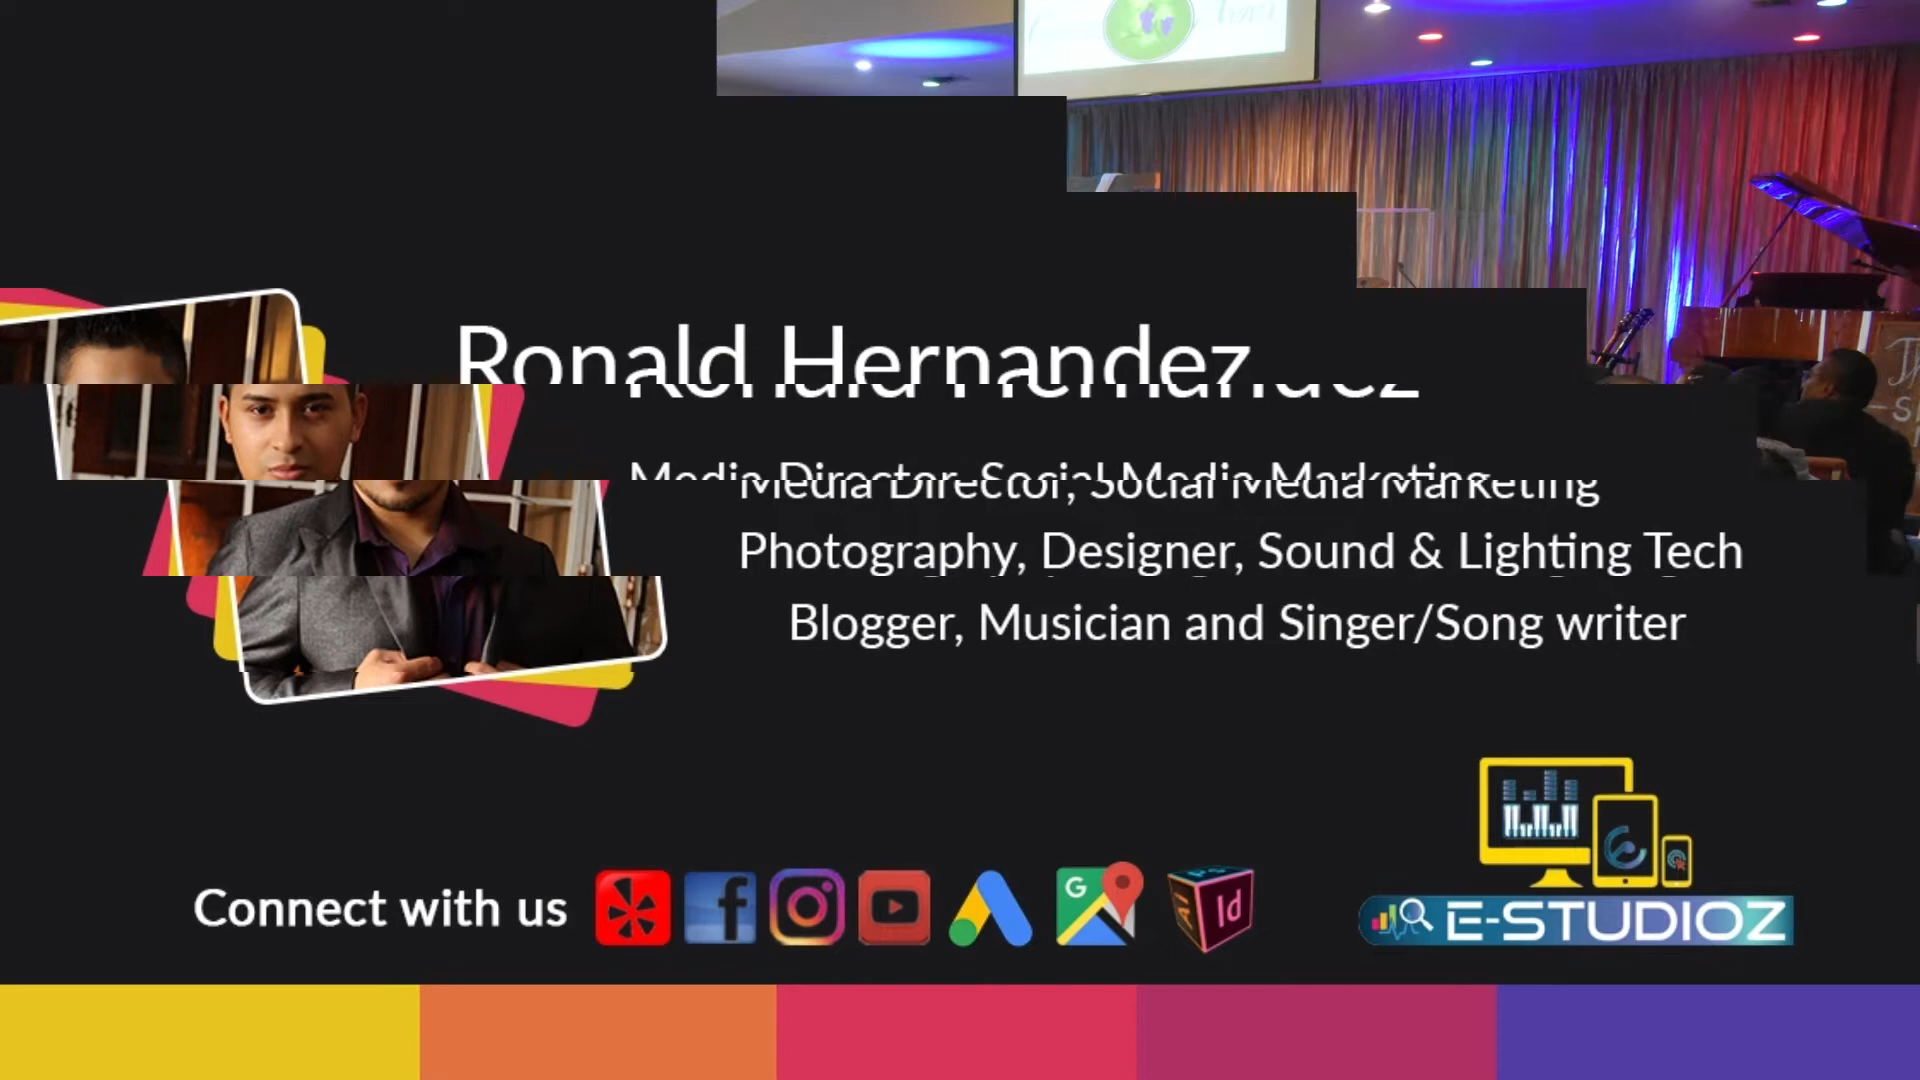 Ronald Hernandez
Media Director, Social Media Marketing
Photography, Designer, Sound & Lighting Tech
Blogger, Musician and Singer/Song writer
Connect with us
G
Id
E-STUDIOZ